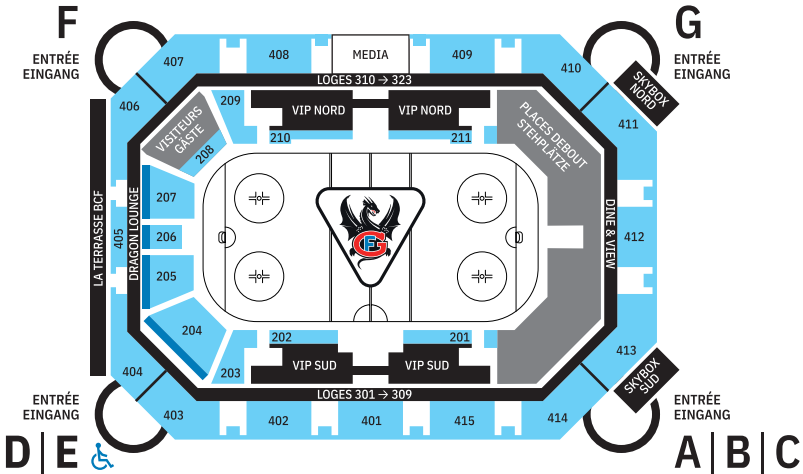 F
G
ENTRÉE
EINGANG
ENTRÉE
EINGANG
407
408
MEDIA
409
410
SKYBOX
NORD
LOGES 310 → 323
406
411
209
VIP NORD
VIP NORD
VISITEURS
GÄSTE
PLACES DEBOUT
STEHPLÄTZE
210
211
208
207
LA TERRASSE BCF
405
DRAGON LOUNGE
206
FG
DINE & VIEW
412
205
204
202
201
203
VIP SUD
VIP SUD
413
404
SKYBOX
SUD
LOGES 301 → 309
ENTRÉE
EINGANG
ENTRÉE
EINGANG
403
402
401
415
414
D | E
A | B | C